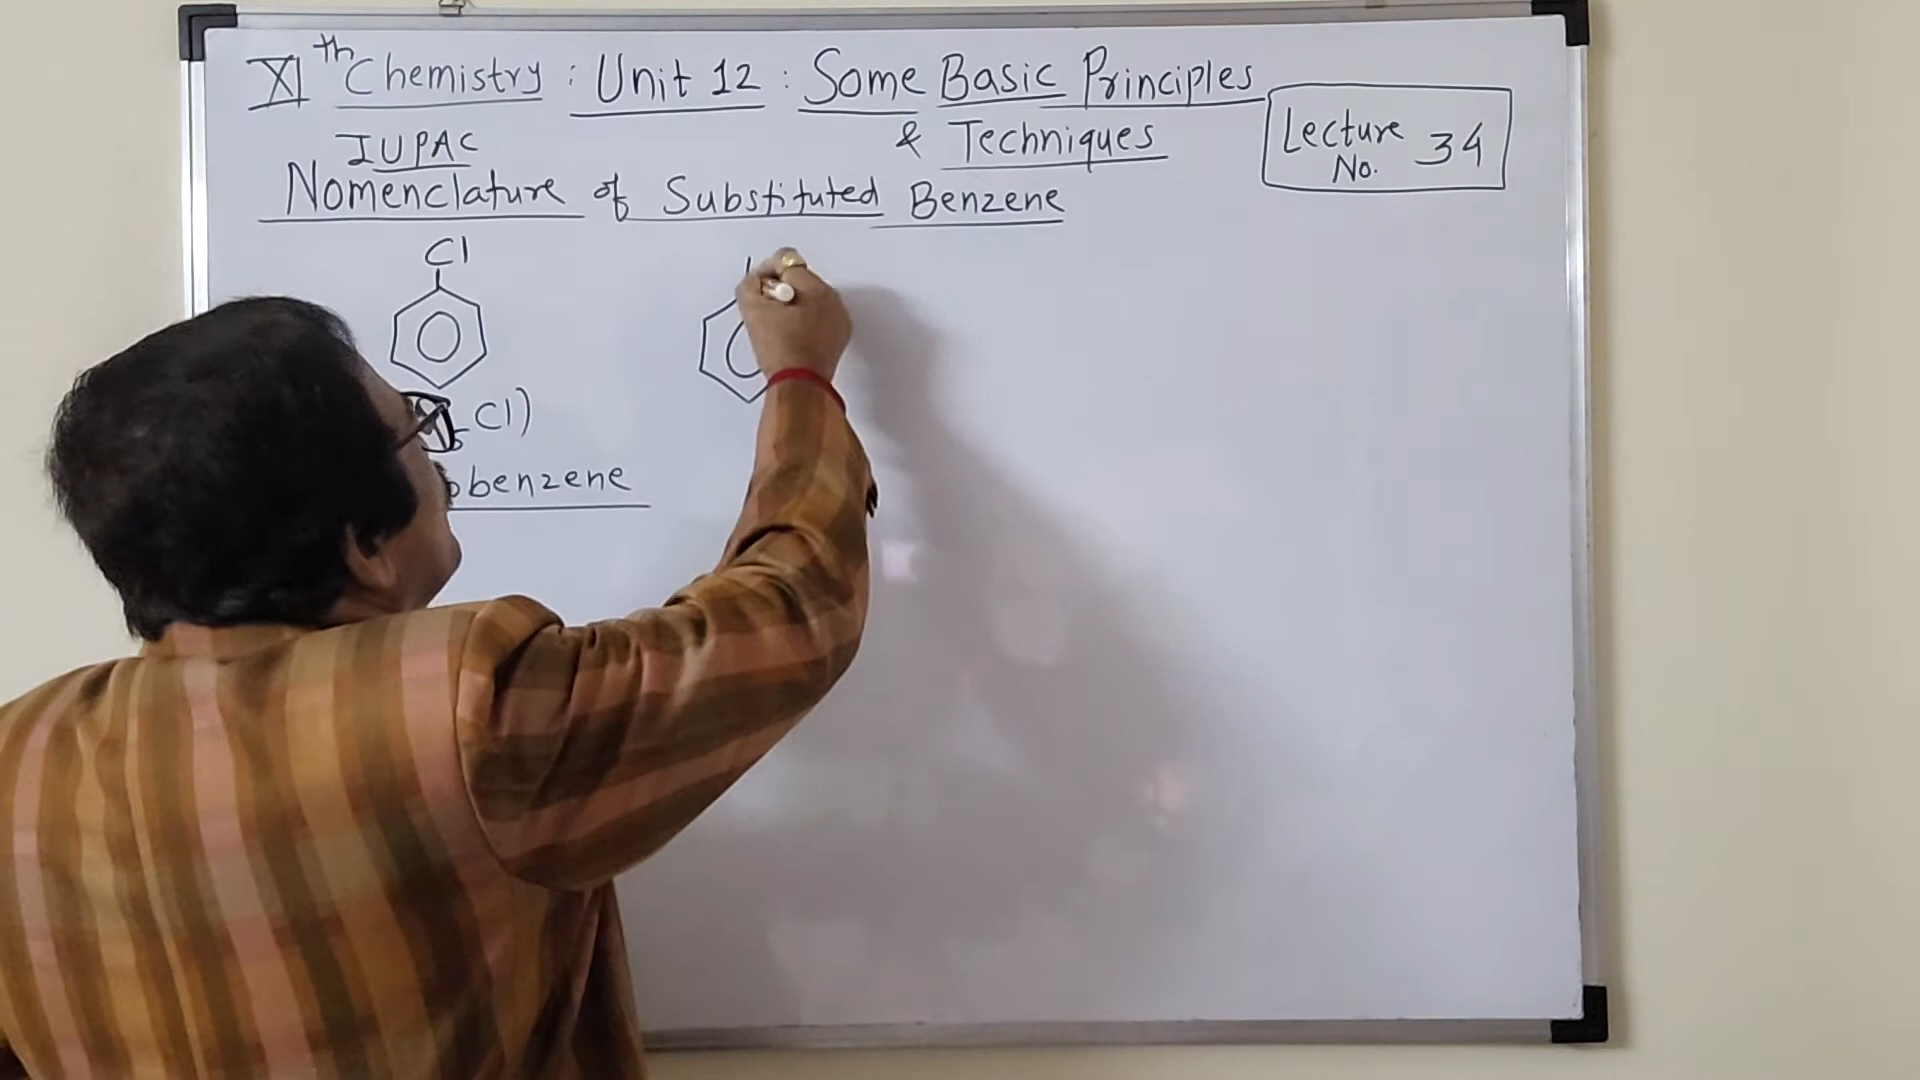 XIth Chemistry : Unit 12 : Some Basic Principles
& Techniques
Lecture
No. 34
IUPAC
Nomenclature of Substituted Benzene
Cl
Cl)
obenzene